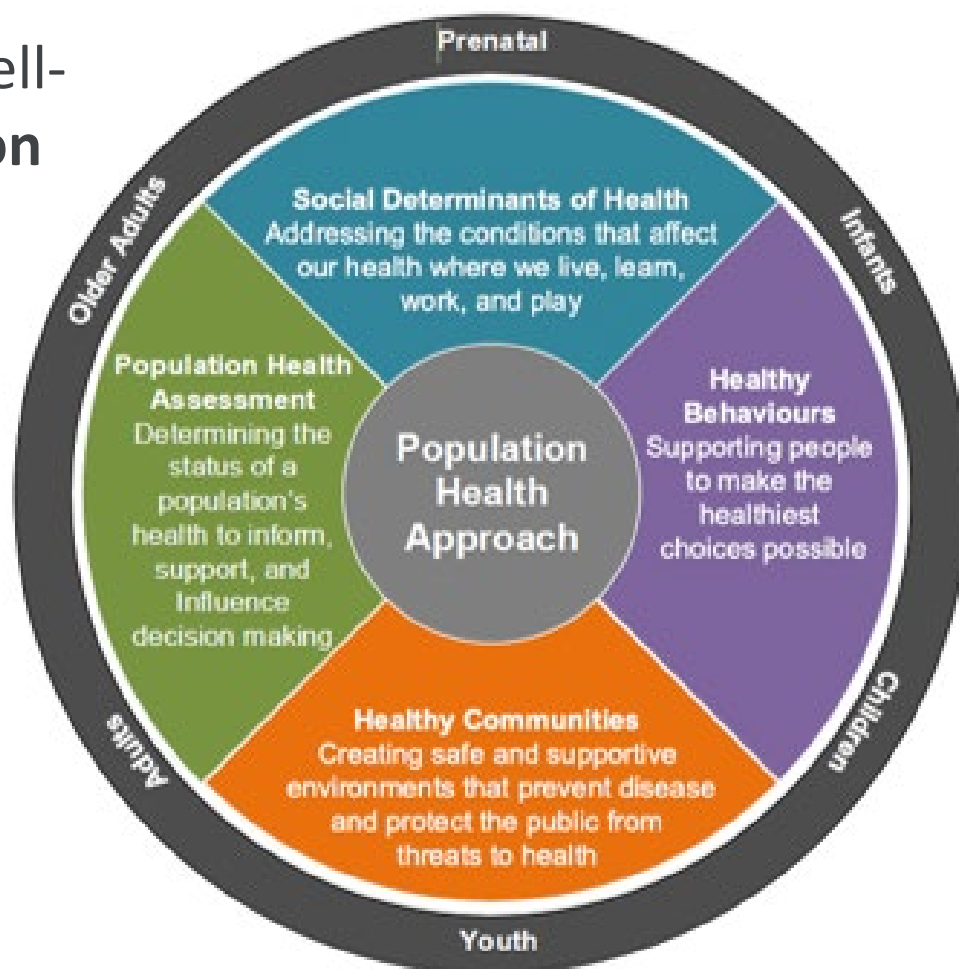 ell-
on
Prenatal
Infants
Children
Youth
Adults
Older Adults
Social Determinants of Health
Addressing the conditions that affect
our health where we live, learn,
work, and play
Healthy
Behaviours
Supporting people
to make the
healthiest
choices possible
Healthy Communities
Creating safe and supportive
environments that prevent disease
and protect the public from
threats to health
Population Health
Assessment
Determining the
status of a
population's
health to inform,
support, and
Influence
decision making
Population
Health
Approach